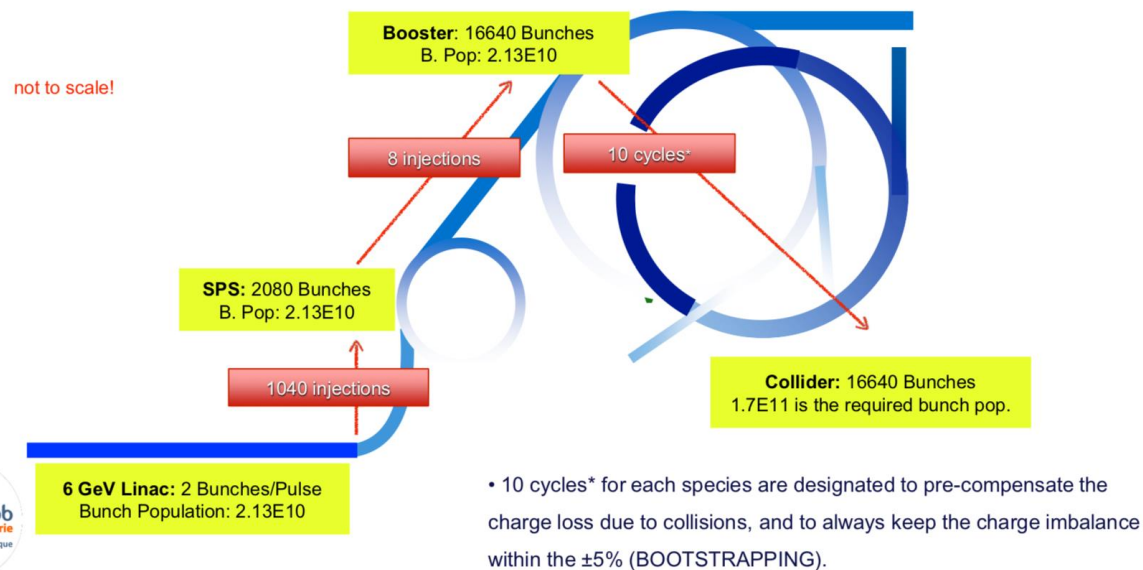 Booster: 16640 Bunches
B. Pop: 2.13E10
not to scale!
8 injections
10 cycles*
SPS: 2080 Bunches
B. Pop: 2.13E10
1040 injections
Collider: 16640 Bunches
1.7E11 is the required bunch pop.
6 GeV Linac: 2 Bunches/Pulse
Bunch Population: 2.13E10
• 10 cycles* for each species are designated to pre-compensate the
charge loss due to collisions, and to always keep the charge imbalance
within the ±5% (BOOTSTRAPPING).